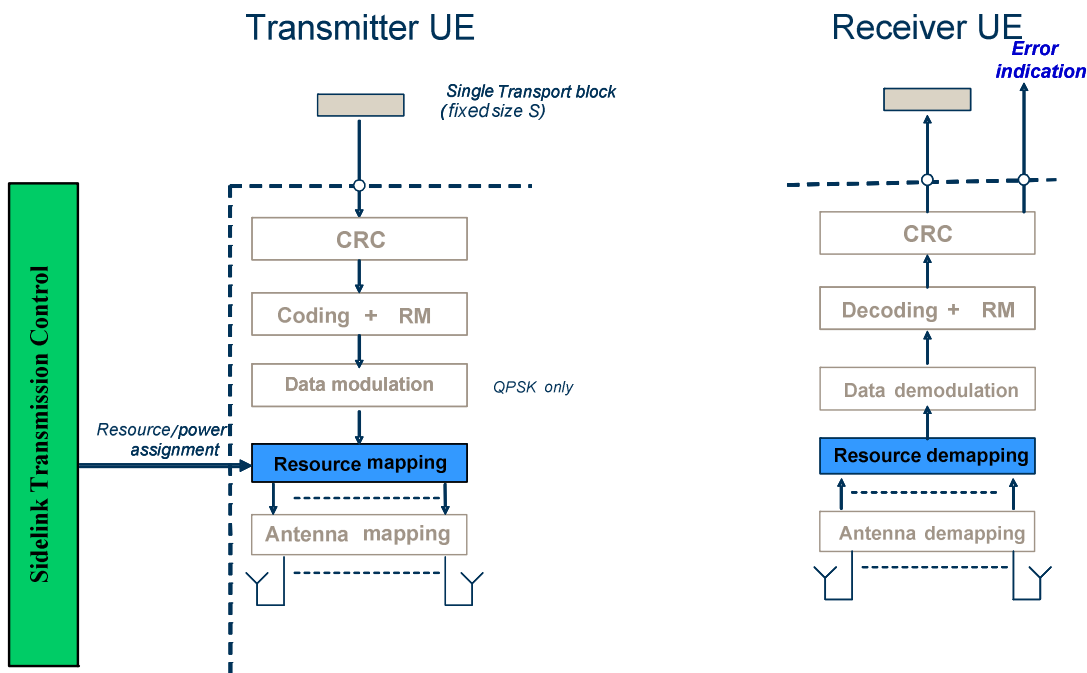 Transmitter UE
Receiver UE
Error
indication
Single Transport block
(fixed size S)
CRC
CRC
Coding + RM
Decoding + RM
Data modulation
QPSK only
Data demodulation
Resource/power
assignment
Resource mapping
Resource demapping
Antenna mapping
Antenna demapping
Sidelink Transmission Control